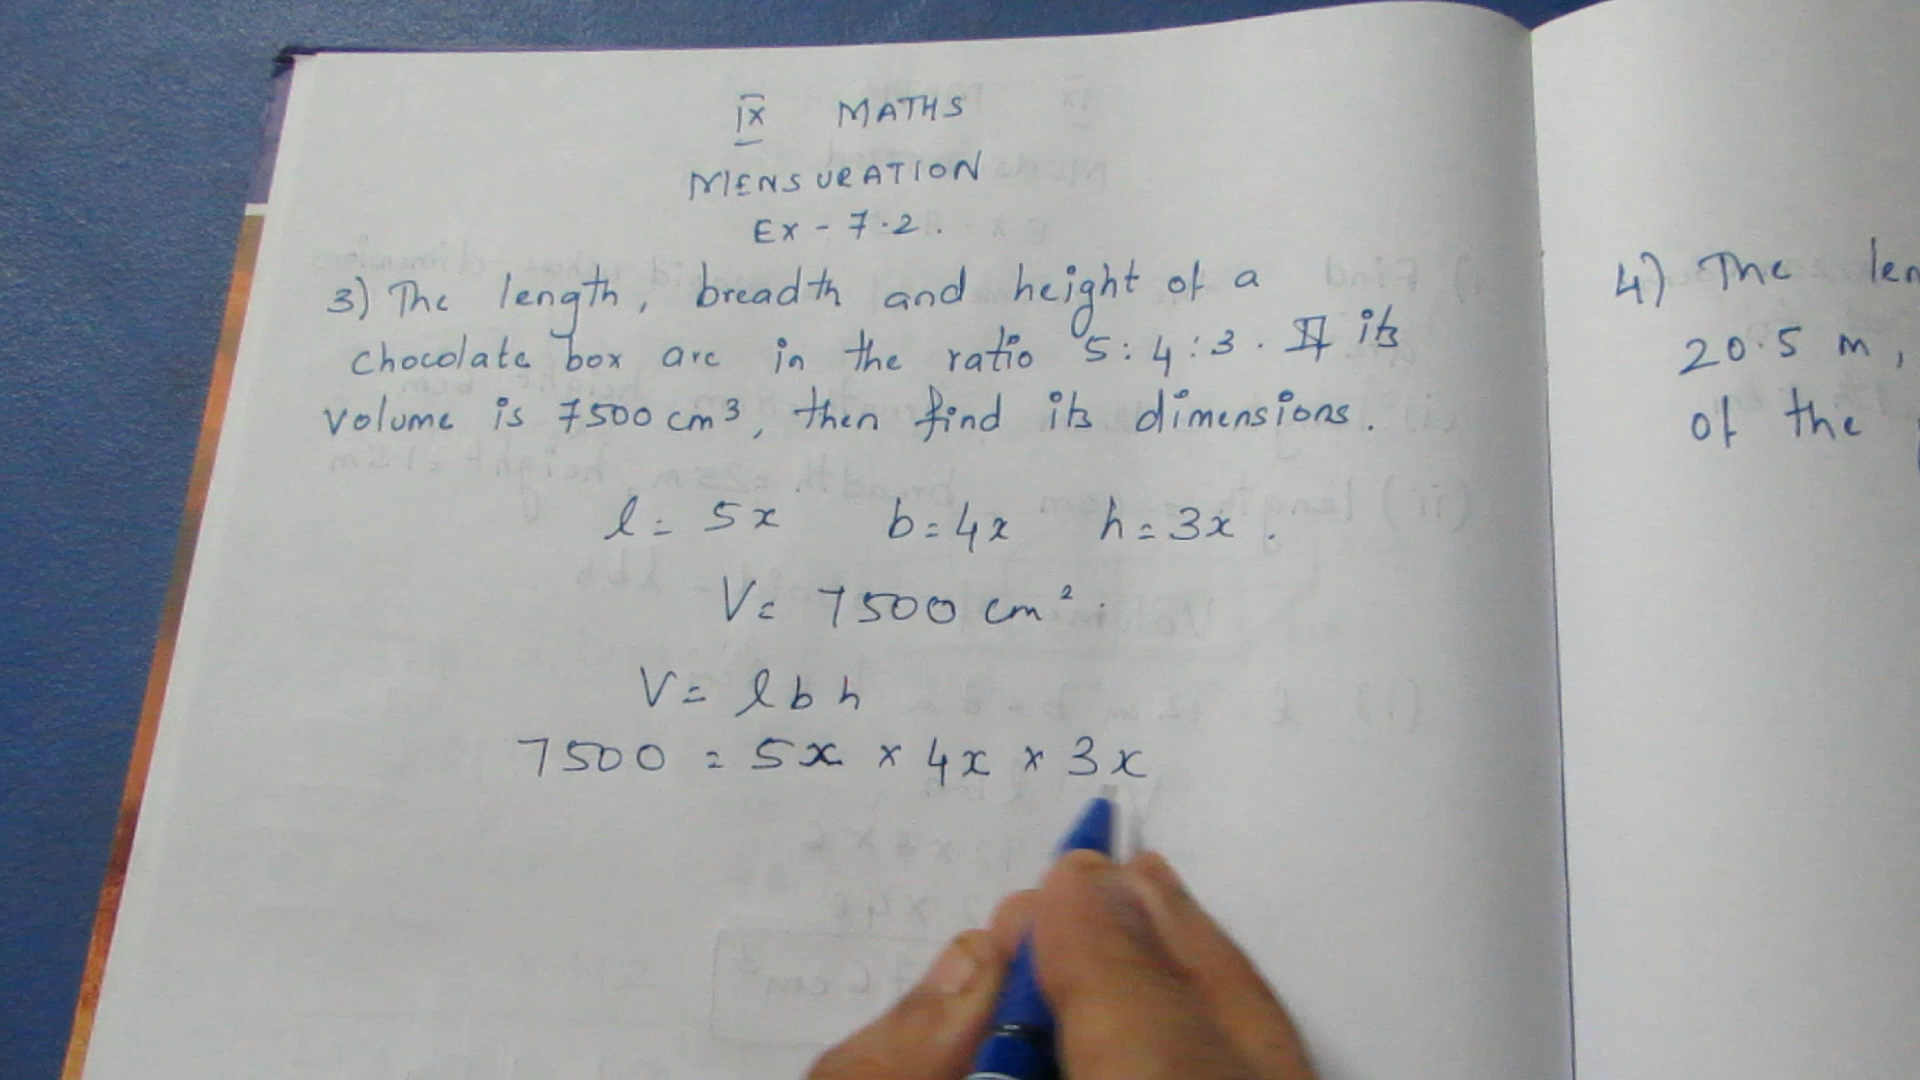 IX MATHS
MENSURATION
Ex - 7.2.
3) The length, breadth and height of a
chocolate box are in the ratio 5:4:3. If its
volume is 7500 cm³, then find its dimensions.
l = 5x b = 4x h = 3x.
V = 7500 cm².
V = l b h
7500 = 5x × 4x × 3x
4) The len
20.5 m,
of the